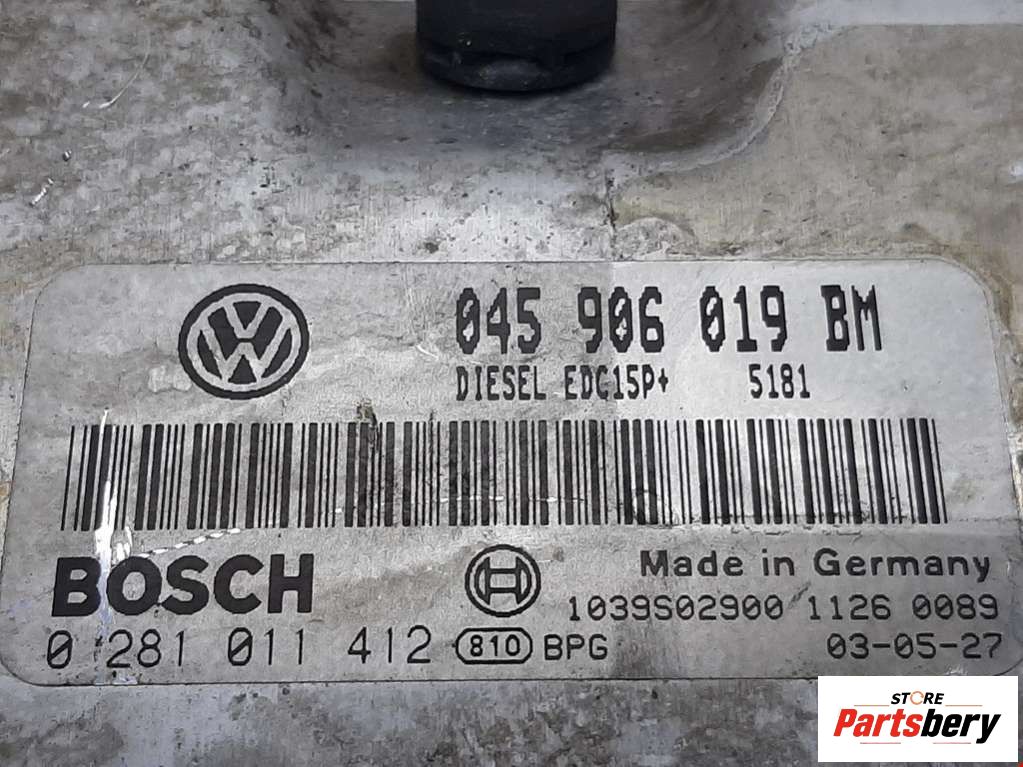 045 906 019 BM
DIESEL EDC15P+ 5181
BOSCH
Made in Germany
1039S02900 1126 0089
0 281 011 412 810 BPG 03-05-27
STORE
Partsbery